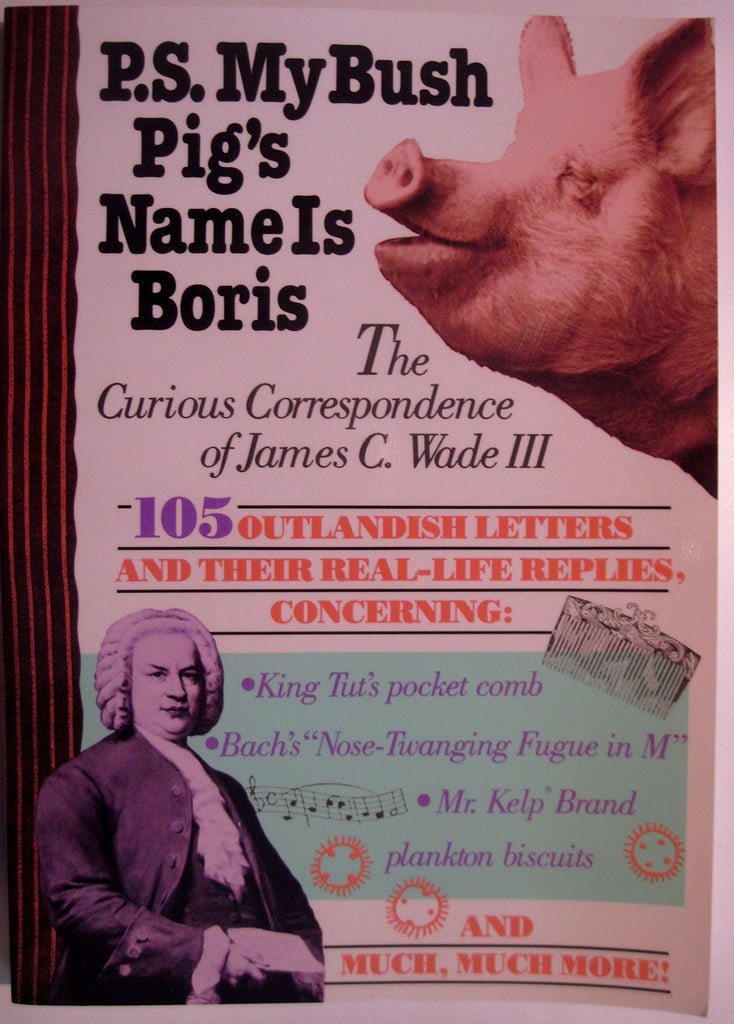 P.S. My Bush
Pig's
Name Is
Boris
The
Curious Correspondence
of James C. Wade III
105 OUTLANDISH LETTERS
AND THEIR REAL-LIFE REPLIES,
CONCERNING:
•King Tut's pocket comb
•Bach's "Nose-Twanging Fugue in M"
• Mr. Kelp® Brand
plankton biscuits
AND
MUCH, MUCH MORE!